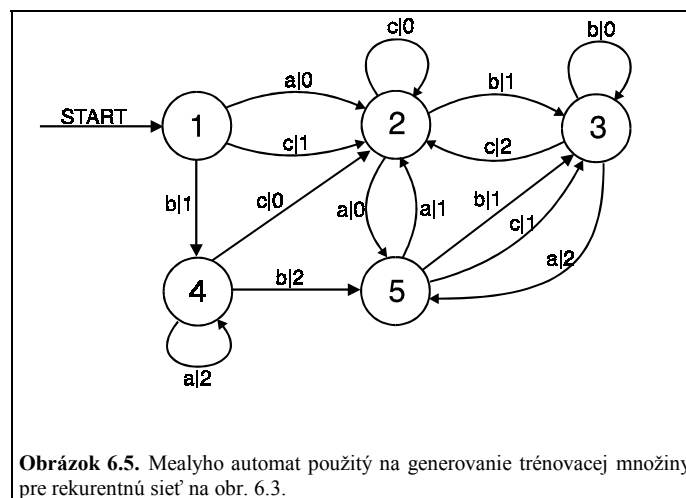 c|0
b|0
a|0
b|1
START
1
2
3
c|1
c|2
b|1
c|0
a|0
a|1
b|1
c|1
a|2
4
b|2
5
a|2
Obrázok 6.5. Mealyho automat použitý na generovanie trénovacej množiny
pre rekurentnú sieť na obr. 6.3.